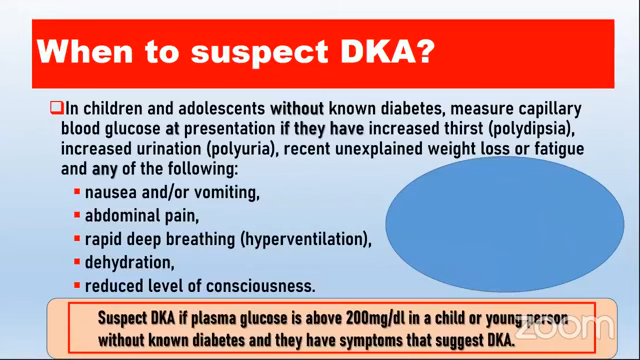 When to suspect DKA?
In children and adolescents without known diabetes, measure capillary
blood glucose at presentation if they have increased thirst (polydipsia),
increased urination (polyuria), recent unexplained weight loss or fatigue
and any of the following:
nausea and/or vomiting,
abdominal pain,
rapid deep breathing (hyperventilation),
dehydration,
reduced level of consciousness.
Suspect DKA if plasma glucose is above 200mg/dl in a child or young person
without known diabetes and they have symptoms that suggest DKA.
zoom